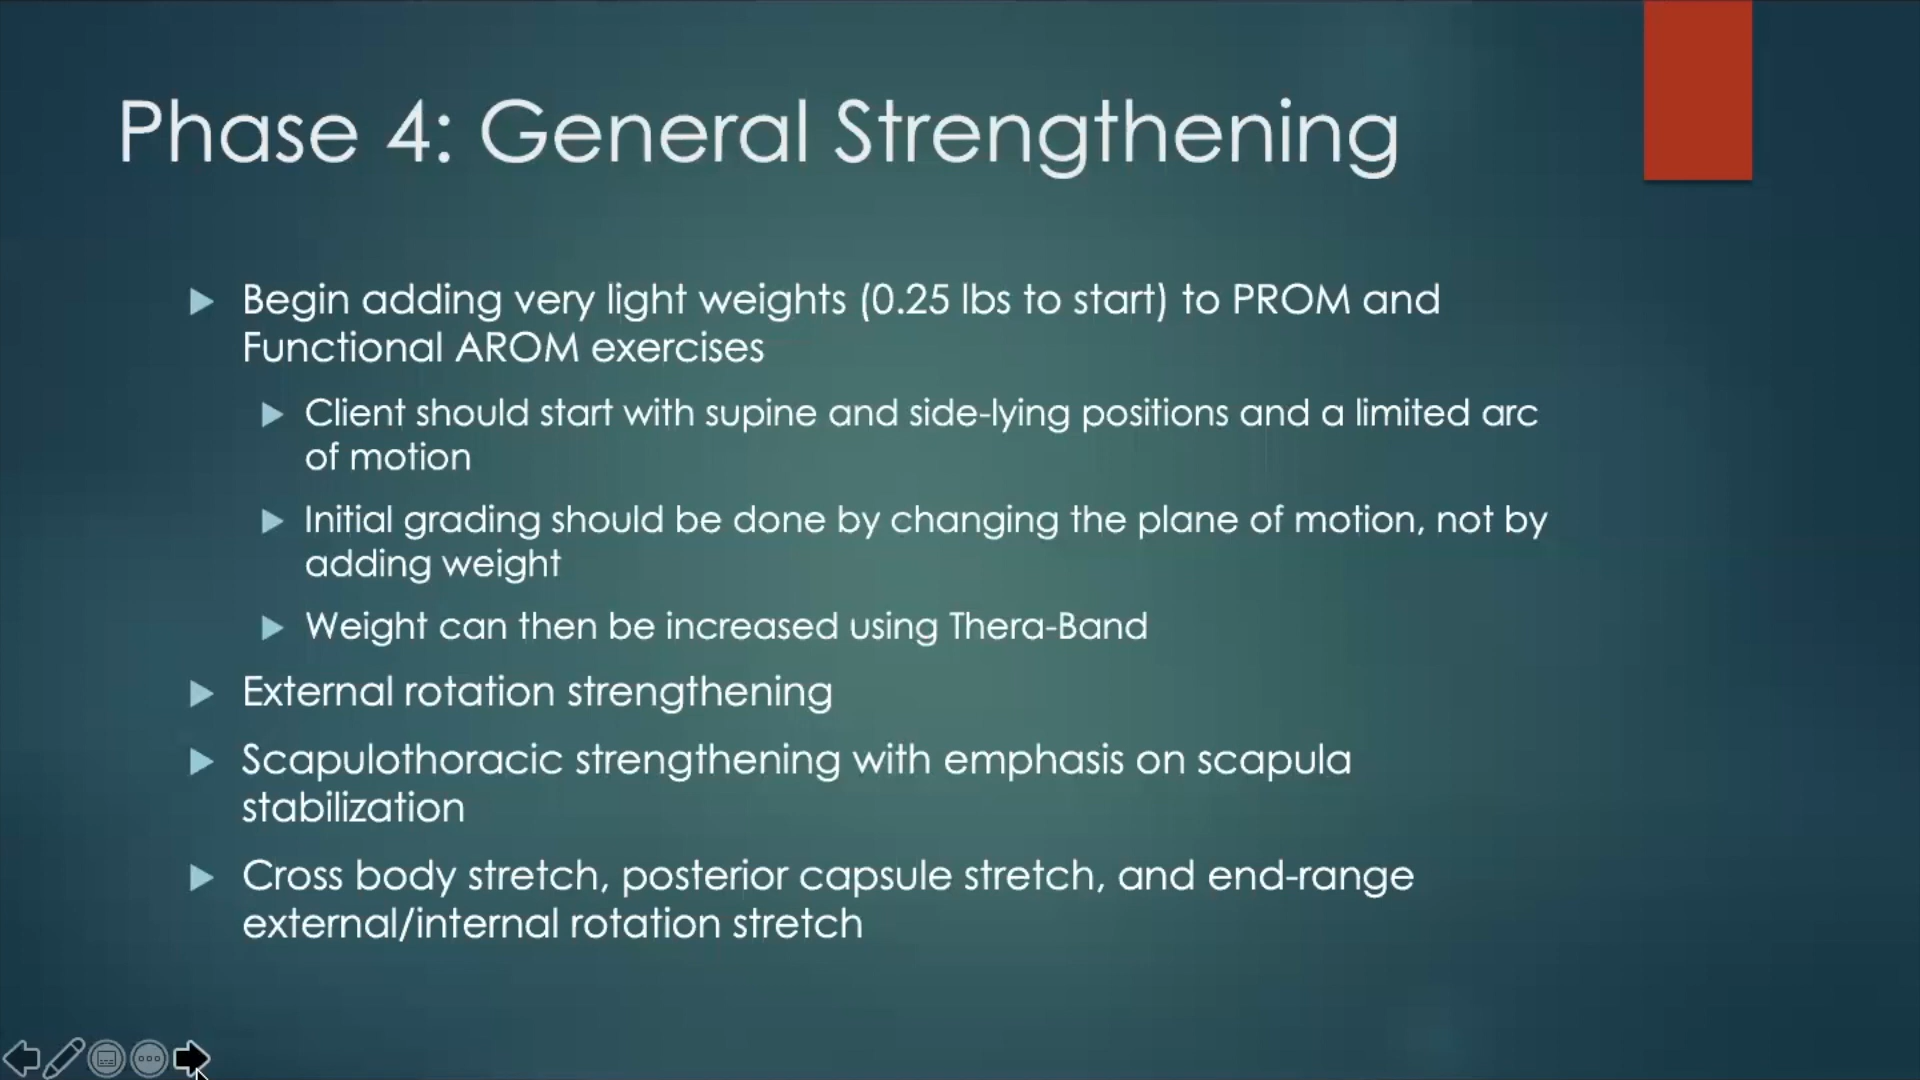 Phase 4: General Strengthening
Begin adding very light weights (0.25 lbs to start) to PROM and
Functional AROM exercises
Client should start with supine and side-lying positions and a limited arc
of motion
Initial grading should be done by changing the plane of motion, not by
adding weight
Weight can then be increased using Thera-Band
External rotation strengthening
Scapulothoracic strengthening with emphasis on scapula
stabilization
Cross body stretch, posterior capsule stretch, and end-range
external/internal rotation stretch